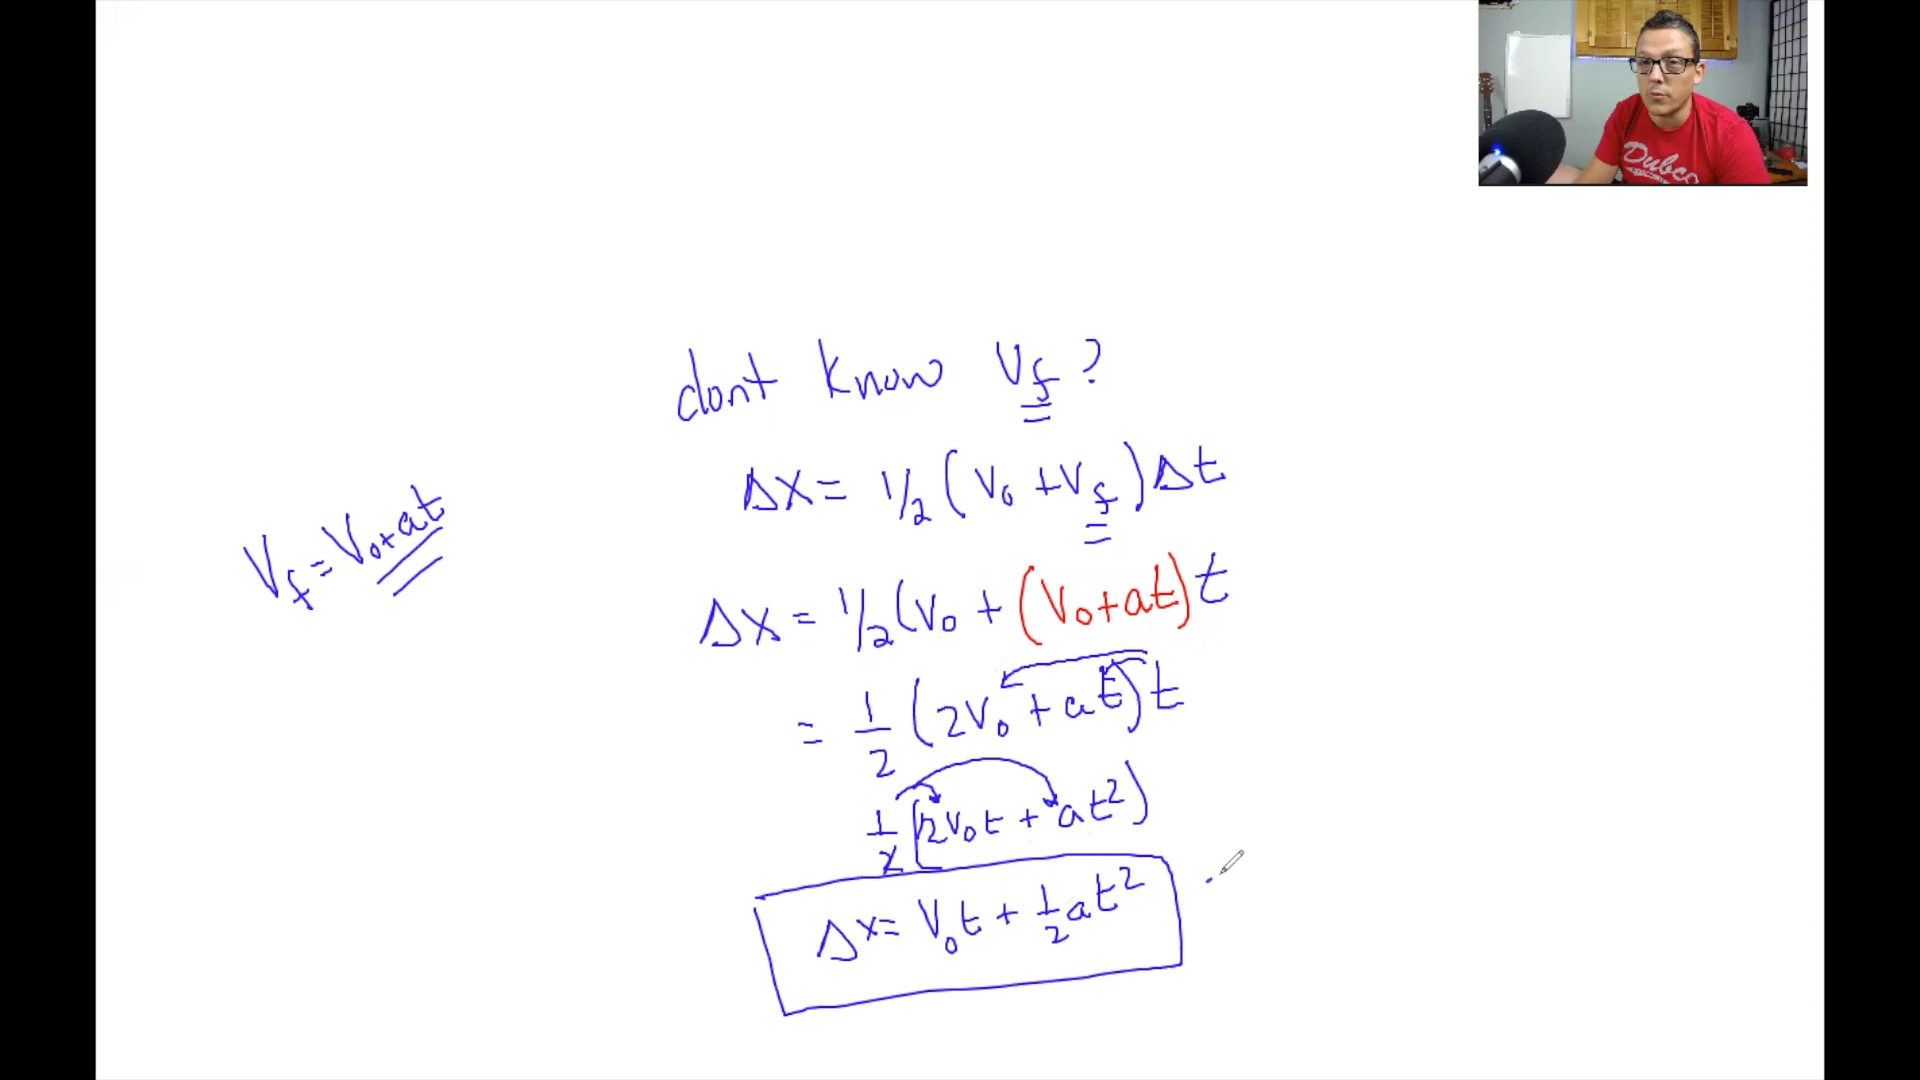 dont know Vf?
Δx = 1/2 (V₀ + Vf) Δt
Vf = V₀ + at
Δx = 1/2 (V₀ + (V₀ + at) t
= 1/2 (2V₀ + at) t
1/2 [2V₀t + at²)
Δx = V₀t + 1/2 at²
Dubco